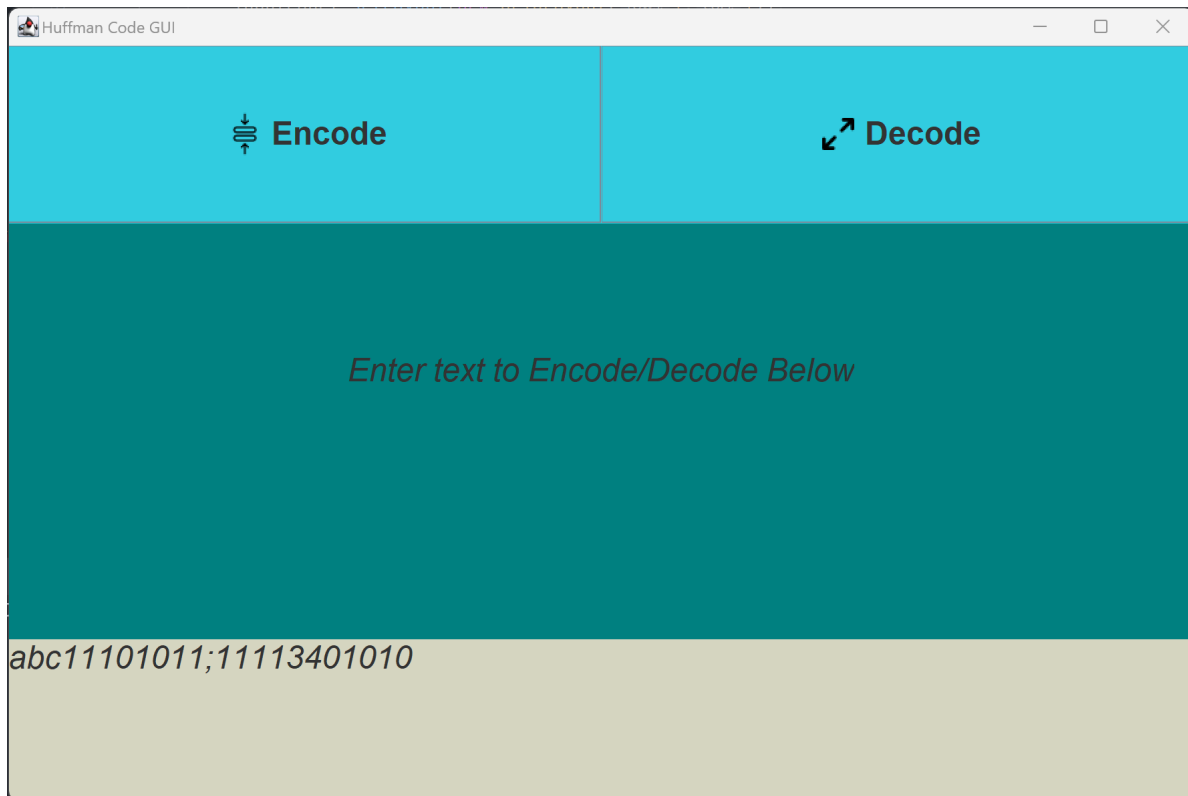 Huffman Code GUI
Encode
Decode
Enter text to Encode/Decode Below
abc11101011;11113401010